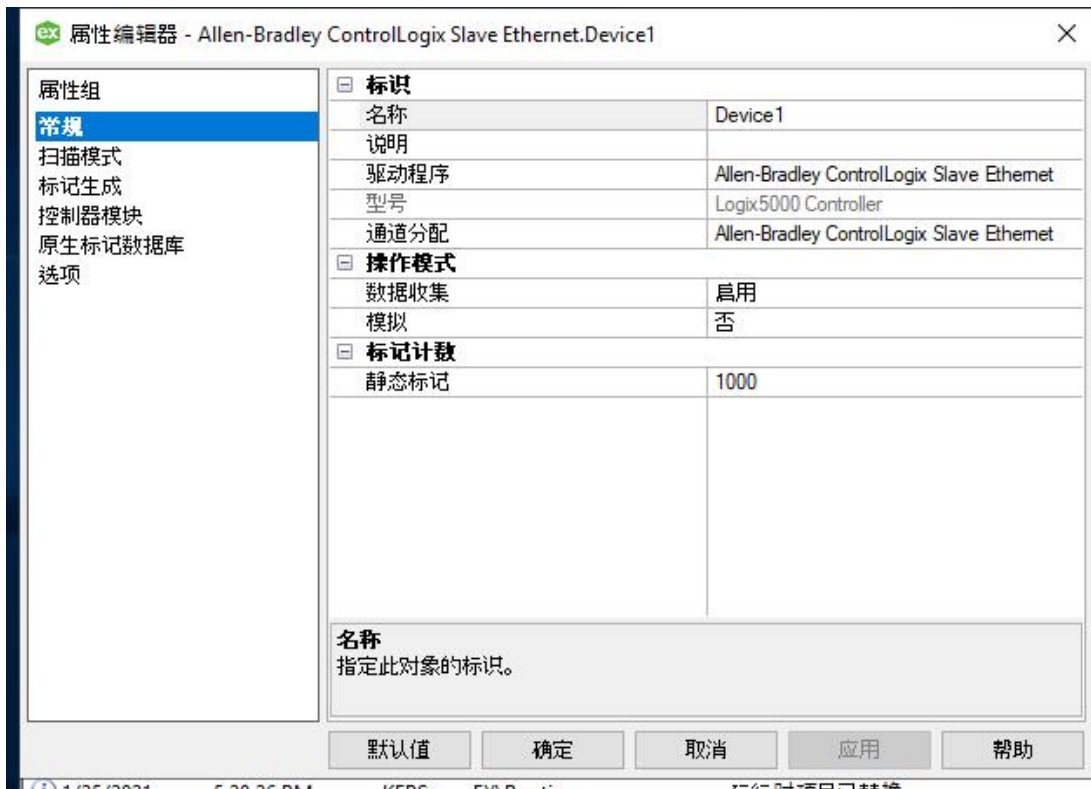 ex 属性编辑器 - Allen-Bradley ControlLogix Slave Ethernet.Device1
属性组
常规
扫描模式
标记生成
控制器模块
原生标记数据库
选项
标识
名称 Device1
说明
驱动程序 Allen-Bradley ControlLogix Slave Ethernet
型号 Logix5000 Controller
通道分配 Allen-Bradley ControlLogix Slave Ethernet
操作模式
数据收集 启用
模拟 否
标记计数
静态标记 1000
名称
指定此对象的标识。
默认值 确定 取消 应用 帮助